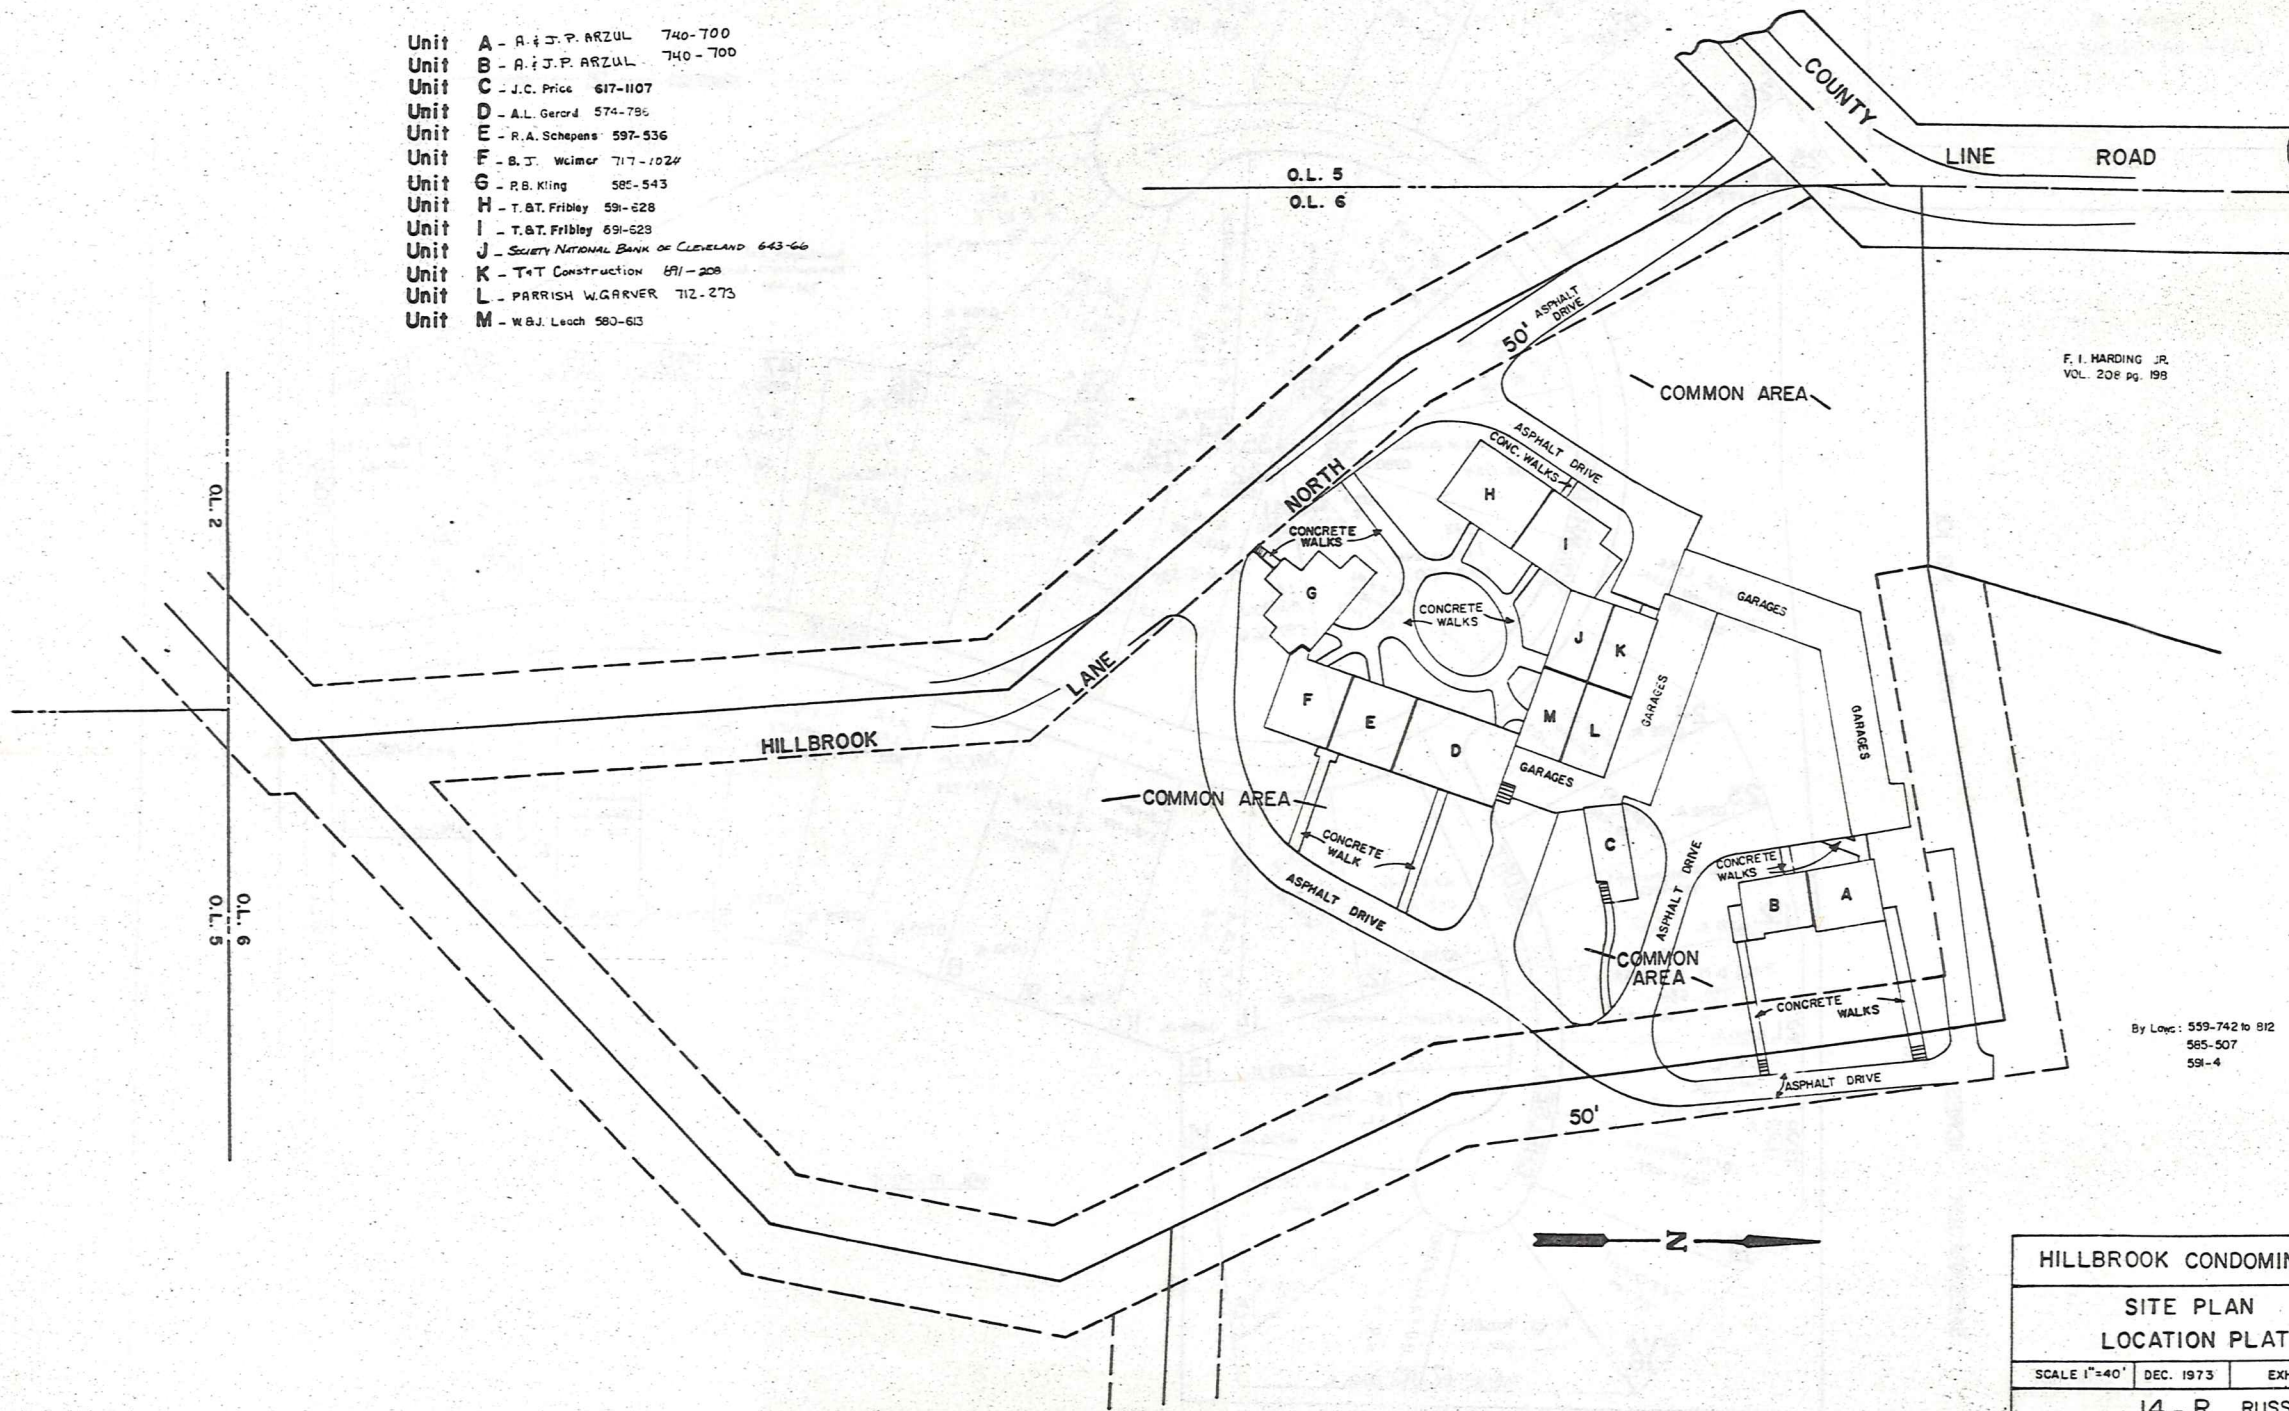 Unit A - A. & J.P. ARZUL 740-700
Unit B - A. & J.P. ARZUL 740-700
Unit C - J.C. Price 617-1107
Unit D - A.L. Gerard 574-786
Unit E - R.A. Schepens 597-536
Unit F - B.J. Weimer 717-1024
Unit G - P.B. Kling 585-543
Unit H - T.&T. Fribley 591-628
Unit I - T.&T. Fribley 691-629
Unit J - SOCIETY NATIONAL BANK OF CLEVELAND 643-66
Unit K - T+T Construction 691-208
Unit L - PARRISH W. GARVER 712-273
Unit M - W.&J. Leach 580-613
COUNTY
LINE ROAD
O.L. 5
O.L. 6
ASPHALT
DRIVE
50'
F. I. HARDING JR.
VOL. 208 pg. 198
COMMON AREA
ASPHALT DRIVE
CONC. WALKS
NORTH
H
I
O.L. 2
CONCRETE
WALKS
G
CONCRETE
WALKS
GARAGES
J
K
LANE
GARAGES
F
E
D
M
L
GARAGES
HILLBROOK
GARAGES
COMMON AREA
CONCRETE
WALK
C
ASPHALT DRIVE
ASPHALT DRIVE
CONCRETE
WALKS
B
A
O.L. 6
O.L. 5
COMMON
AREA
CONCRETE
WALKS
By Laws: 559-742 to 812
585-507
591-4
ASPHALT DRIVE
50'
N
HILLBROOK CONDOMIN
SITE PLAN
LOCATION PLAT
SCALE 1"=40' DEC. 1973 EXH
14-R RUSS